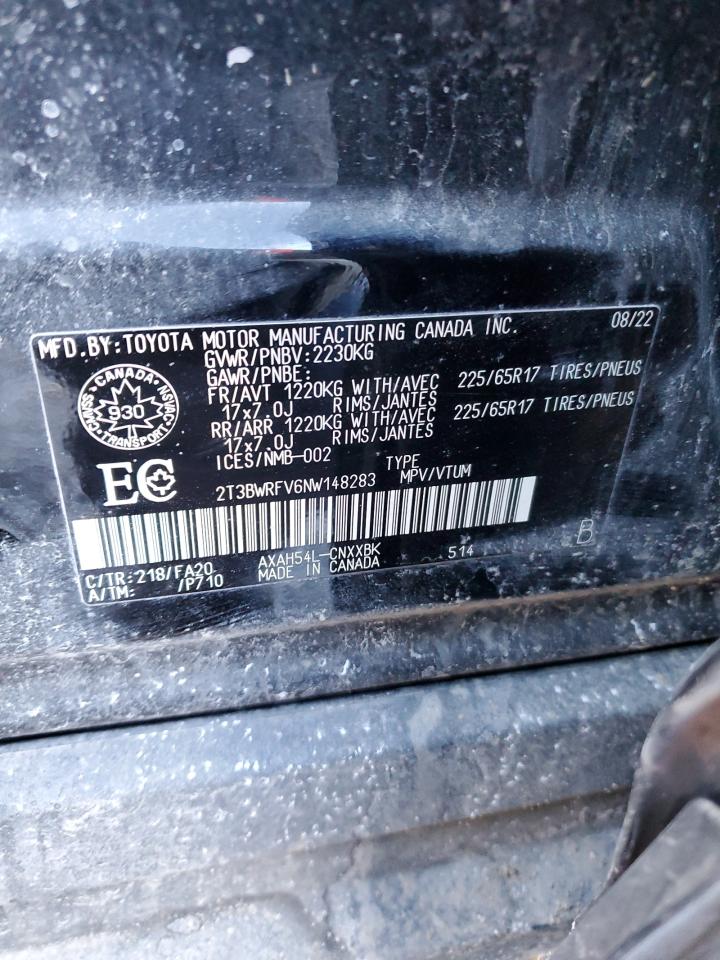 MFD.BY:TOYOTA MOTOR MANUFACTURING CANADA INC. 08/22
GVWR/PNBV:2230KG
GAWR/PNBE:
FR/AVT 1220KG WITH/AVEC 225/65R17 TIRES/PNEUS
17x7.0J RIMS/JANTES
RR/ARR 1220KG WITH/AVEC 225/65R17 TIRES/PNEUS
17x7.0J RIMS/JANTES
ICES/NMB-002
CANADA
930
TRANSPORT
CMVSS
NSVAC
EC
TYPE
2T3BWRFV6NW148283 MPV/VTUM
C/TR:218/FA20 AXAH54L-CNXXBK 514 B
A/TM: /P710 MADE IN CANADA